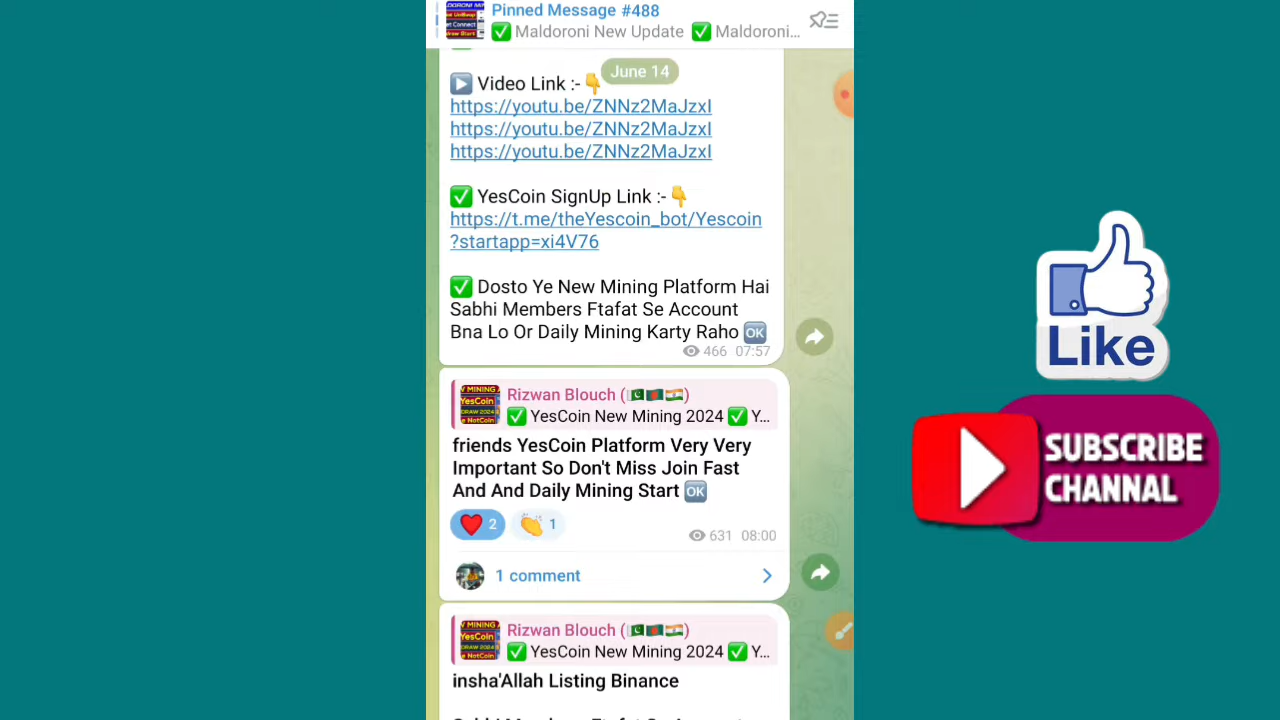 Pinned Message #488
✅ Maldoroni New Update ✅ Maldoroni...
June 14
▶️ Video Link :-👇
https://youtu.be/ZNNz2MaJzxI
https://youtu.be/ZNNz2MaJzxI
https://youtu.be/ZNNz2MaJzxI
✅ YesCoin SignUp Link :-👇
https://t.me/theYescoin_bot/Yescoin
?startapp=xi4V76
✅ Dosto Ye New Mining Platform Hai
Sabhi Members Ftafat Se Account
Bna Lo Or Daily Mining Karty Raho 🆗
466 07:57
Rizwan Blouch (🇵🇰🇧🇩🇮🇳)
✅ YesCoin New Mining 2024 ✅ Y...
friends YesCoin Platform Very Very
Important So Don't Miss Join Fast
And And Daily Mining Start 🆗
❤️ 2 👏 1
631 08:00
1 comment
Rizwan Blouch (🇵🇰🇧🇩🇮🇳)
✅ YesCoin New Mining 2024 ✅ Y...
insha'Allah Listing Binance
Like
SUBSCRIBE
CHANNAL